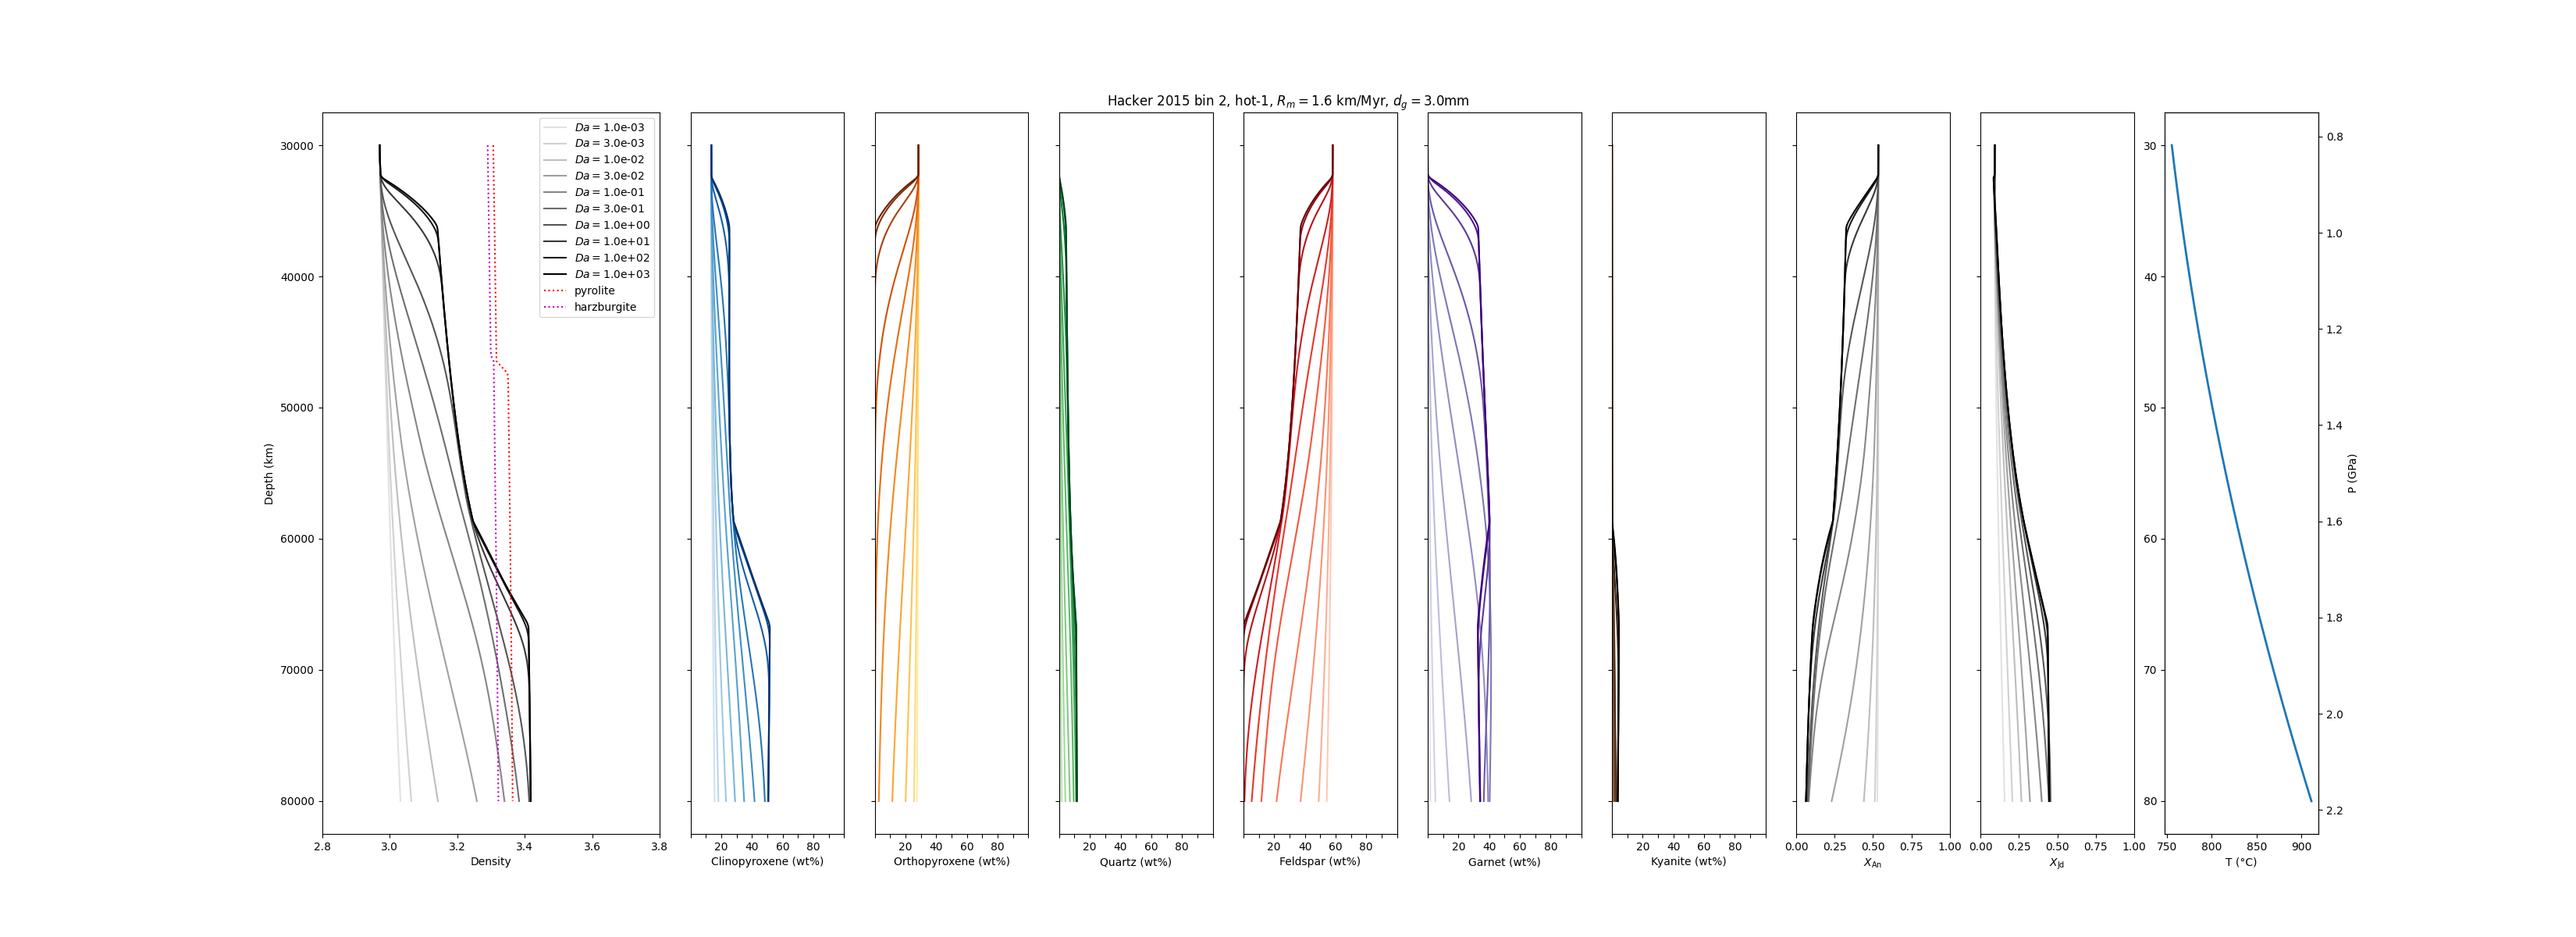 Hacker 2015 bin 2, hot-1, R_m = 1.6 km/Myr, d_g = 3.0mm
Da = 1.0e-03
Da = 3.0e-03
Da = 1.0e-02
Da = 3.0e-02
Da = 1.0e-01
Da = 3.0e-01
Da = 1.0e+00
Da = 1.0e+01
Da = 1.0e+02
Da = 1.0e+03
pyrolite
harzburgite
30000
40000
50000
60000
70000
80000
Depth (km)
2.8 3.0 3.2 3.4 3.6 3.8
Density
20 40 60 80
Clinopyroxene (wt%)
20 40 60 80
Orthopyroxene (wt%)
20 40 60 80
Quartz (wt%)
20 40 60 80
Feldspar (wt%)
20 40 60 80
Garnet (wt%)
20 40 60 80
Kyanite (wt%)
0.00 0.25 0.50 0.75 1.00
X_An
0.00 0.25 0.50 0.75 1.00
X_Jd
30
40
50
60
70
80
750 800 850 900
T (°C)
0.8
1.0
1.2
1.4
1.6
1.8
2.0
2.2
P (GPa)